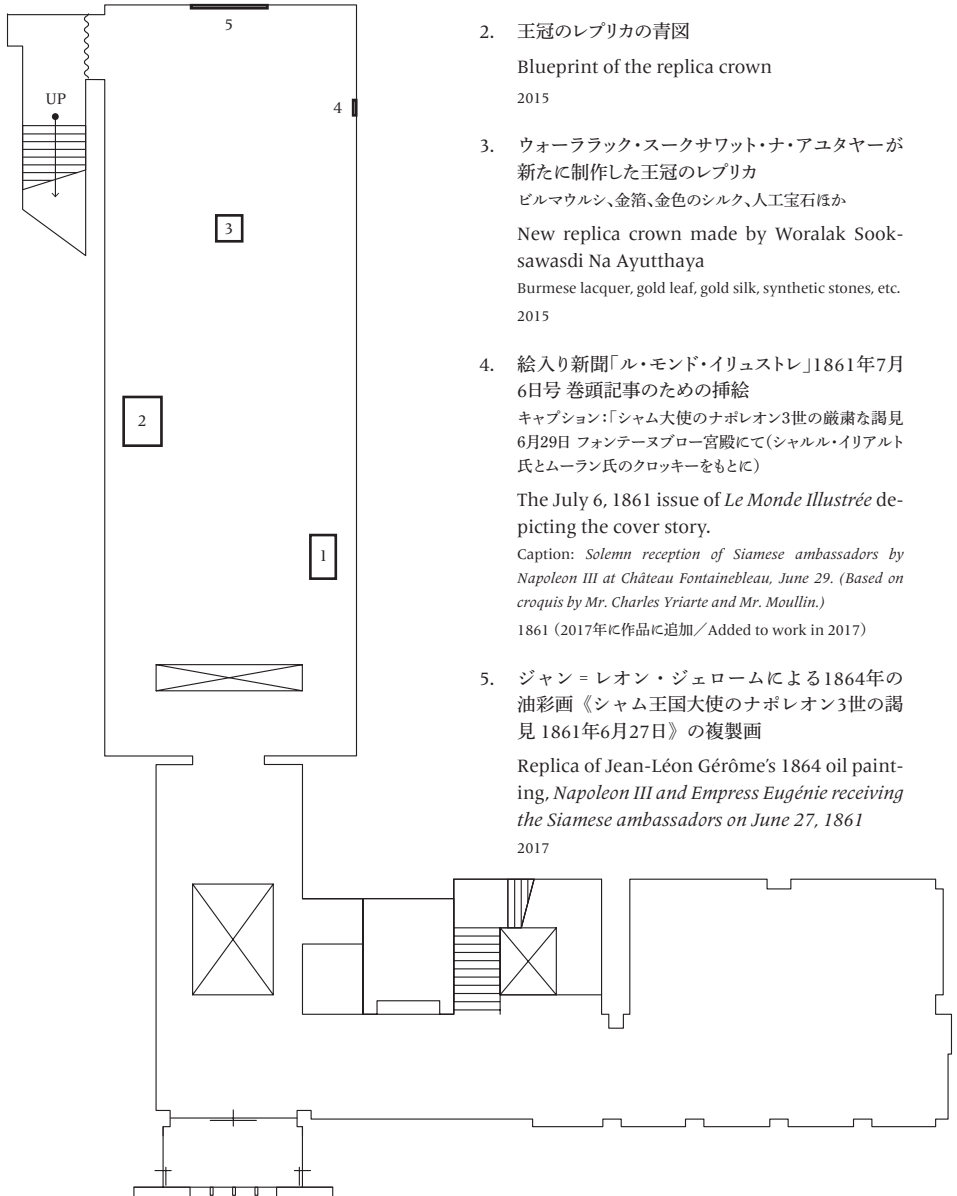 5
4
UP
3
2
1
2. 王冠のレプリカの青図
Blueprint of the replica crown
2015
3. ウォーララック・スークサワット・ナ・アユタヤーが
新たに制作した王冠のレプリカ
ビルマウルシ、金箔、金色のシルク、人工宝石ほか
New replica crown made by Woralak Sook-
sawasdi Na Ayutthaya
Burmese lacquer, gold leaf, gold silk, synthetic stones, etc.
2015
4. 絵入り新聞「ル・モンド・イリュストレ」1861年7月
6日号 巻頭記事のための挿絵
キャプション：「シャム大使のナポレオン3世の厳粛な謁見
6月29日 フォンテーヌブロー宮殿にて（シャルル・イリアルト
氏とムーラン氏のクロッキーをもとに）
The July 6, 1861 issue of Le Monde Illustrée de-
picting the cover story.
Caption: Solemn reception of Siamese ambassadors by
Napoleon III at Château Fontainebleau, June 29. (Based on
croquis by Mr. Charles Yriarte and Mr. Moullin.)
1861（2017年に作品に追加／Added to work in 2017）
5. ジャン＝レオン・ジェロームによる1864年の
油彩画《シャム王国大使のナポレオン3世の謁
見 1861年6月27日》の複製画
Replica of Jean-Léon Gérôme's 1864 oil paint-
ing, Napoleon III and Empress Eugénie receiving
the Siamese ambassadors on June 27, 1861
2017